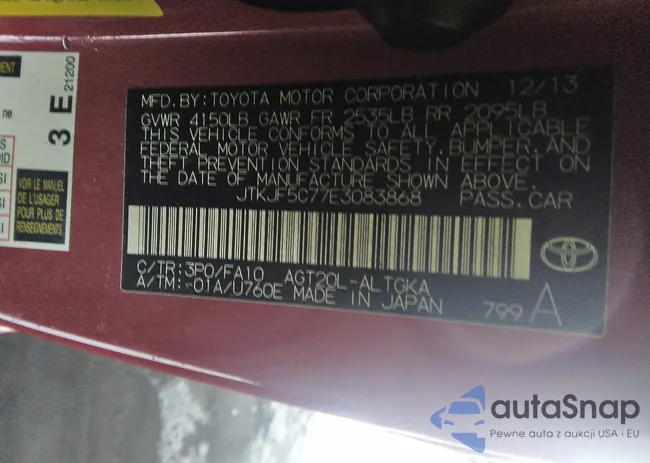 3 E
21200
ne
VOIR LE
MANUEL DE
L'USAGER
POUR PLUS DE
RENSEIGNEMENTS
MFD. BY: TOYOTA MOTOR CORPORATION 12/13
GVWR 4150LB GAWR FR 2535LB RR 2095LB
THIS VEHICLE CONFORMS TO ALL APPLICABLE
FEDERAL MOTOR VEHICLE SAFETY, BUMPER, AND
THEFT PREVENTION STANDARDS IN EFFECT ON
THE DATE OF MANUFACTURE SHOWN ABOVE.
JTKJF5C77E3083868 PASS. CAR
C/TR: 3P0/FA10 AGT20L-ALTGKA
A/TM: -01A/U760E MADE IN JAPAN 799 A
autaSnap
Pewne auta z aukcji USA i EU